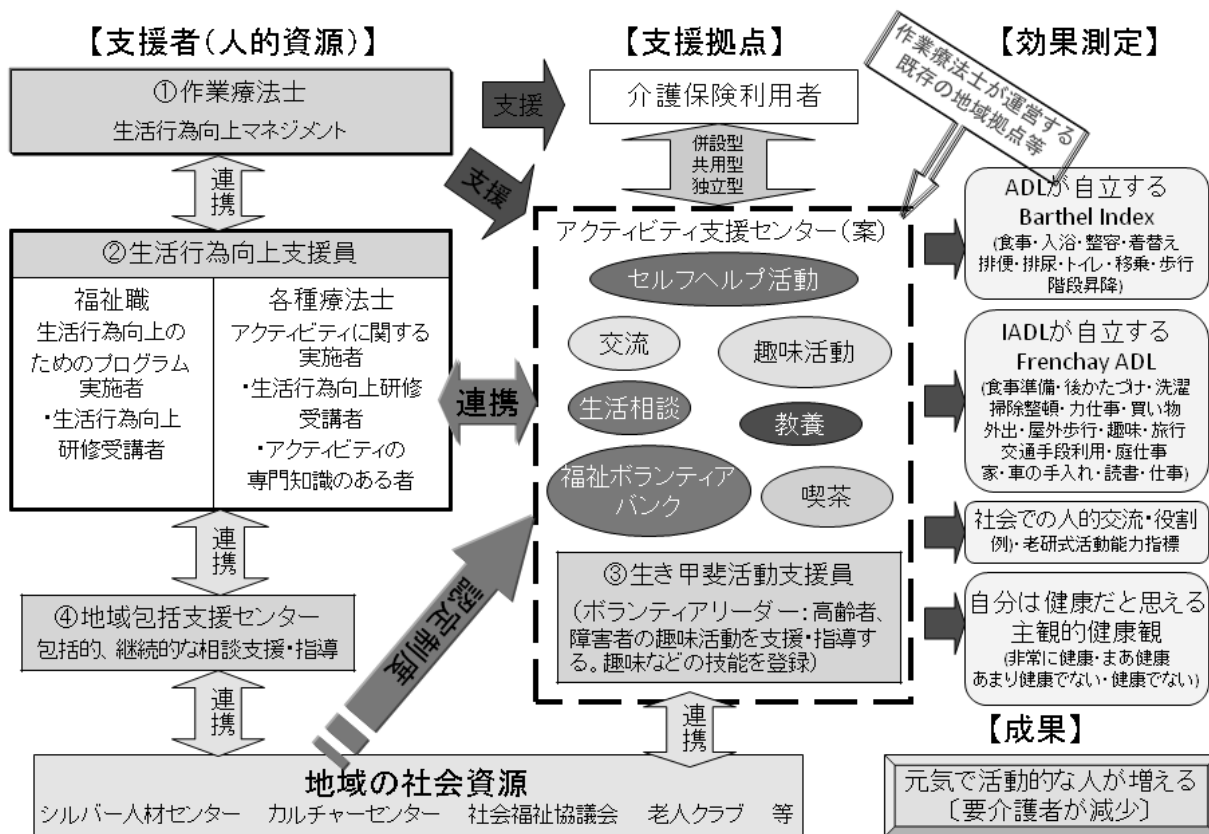 【支援者(人的資源)】
①作業療法士
生活行為向上マネジメント
連携
②生活行為向上支援員
福祉職
生活行為向上の
ためのプログラム
実施者
・生活行為向上
研修受講者
各種療法士
アクティビティに関する
実施者
・生活行為向上研修
受講者
・アクティビティの
専門知識のある者
連携
④地域包括支援センター
包括的、継続的な相談支援・指導
連携
地域の社会資源
シルバー人材センター カルチャーセンター 社会福祉協議会 老人クラブ 等
支援
支援
連携
認定制度
【支援拠点】
介護保険利用者
併設型
共用型
独立型
作業療法士が運営する
既存の地域拠点等
アクティビティ支援センター(案)
セルフヘルプ活動
交流
趣味活動
生活相談
教養
福祉ボランティア
バンク
喫茶
③生き甲斐活動支援員
(ボランティアリーダー:高齢者、
障害者の趣味活動を支援・指導す
る。趣味などの技能を登録)
連携
【効果測定】
ADLが自立する
Barthel Index
(食事・入浴・整容・着替え
排便・排尿・トイレ・移乗・歩行
階段昇降)
IADLが自立する
Frenchay ADL
(食事準備・後かたづけ・洗濯
掃除整頓・力仕事・買い物
外出・屋外歩行・趣味・旅行
交通手段利用・庭仕事
家・車の手入れ・読書・仕事)
社会での人的交流・役割
例)・老研式活動能力指標
自分は健康だと思える
主観的健康観
(非常に健康・まあ健康
あまり健康でない・健康でない)
【成果】
元気で活動的な人が増える
〔要介護者が減少〕